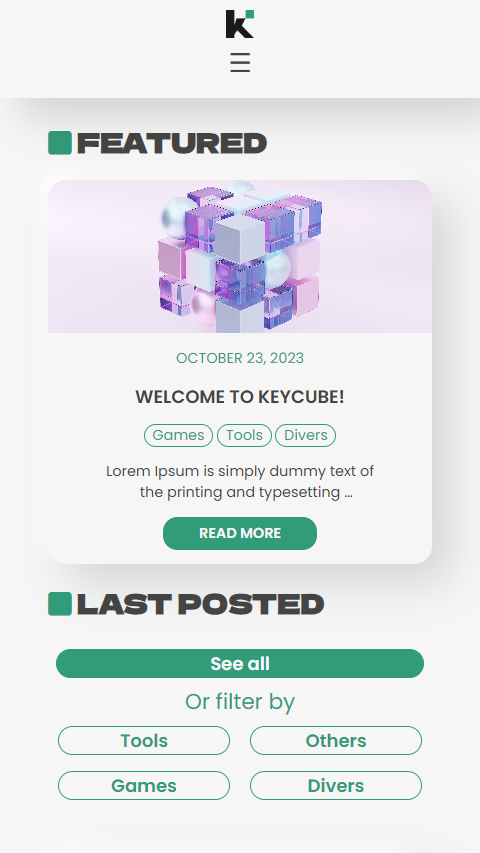 k
FEATURED
OCTOBER 23, 2023
WELCOME TO KEYCUBE!
Games Tools Divers
Lorem Ipsum is simply dummy text of
the printing and typesetting ...
READ MORE
LAST POSTED
See all
Or filter by
Tools Others
Games Divers